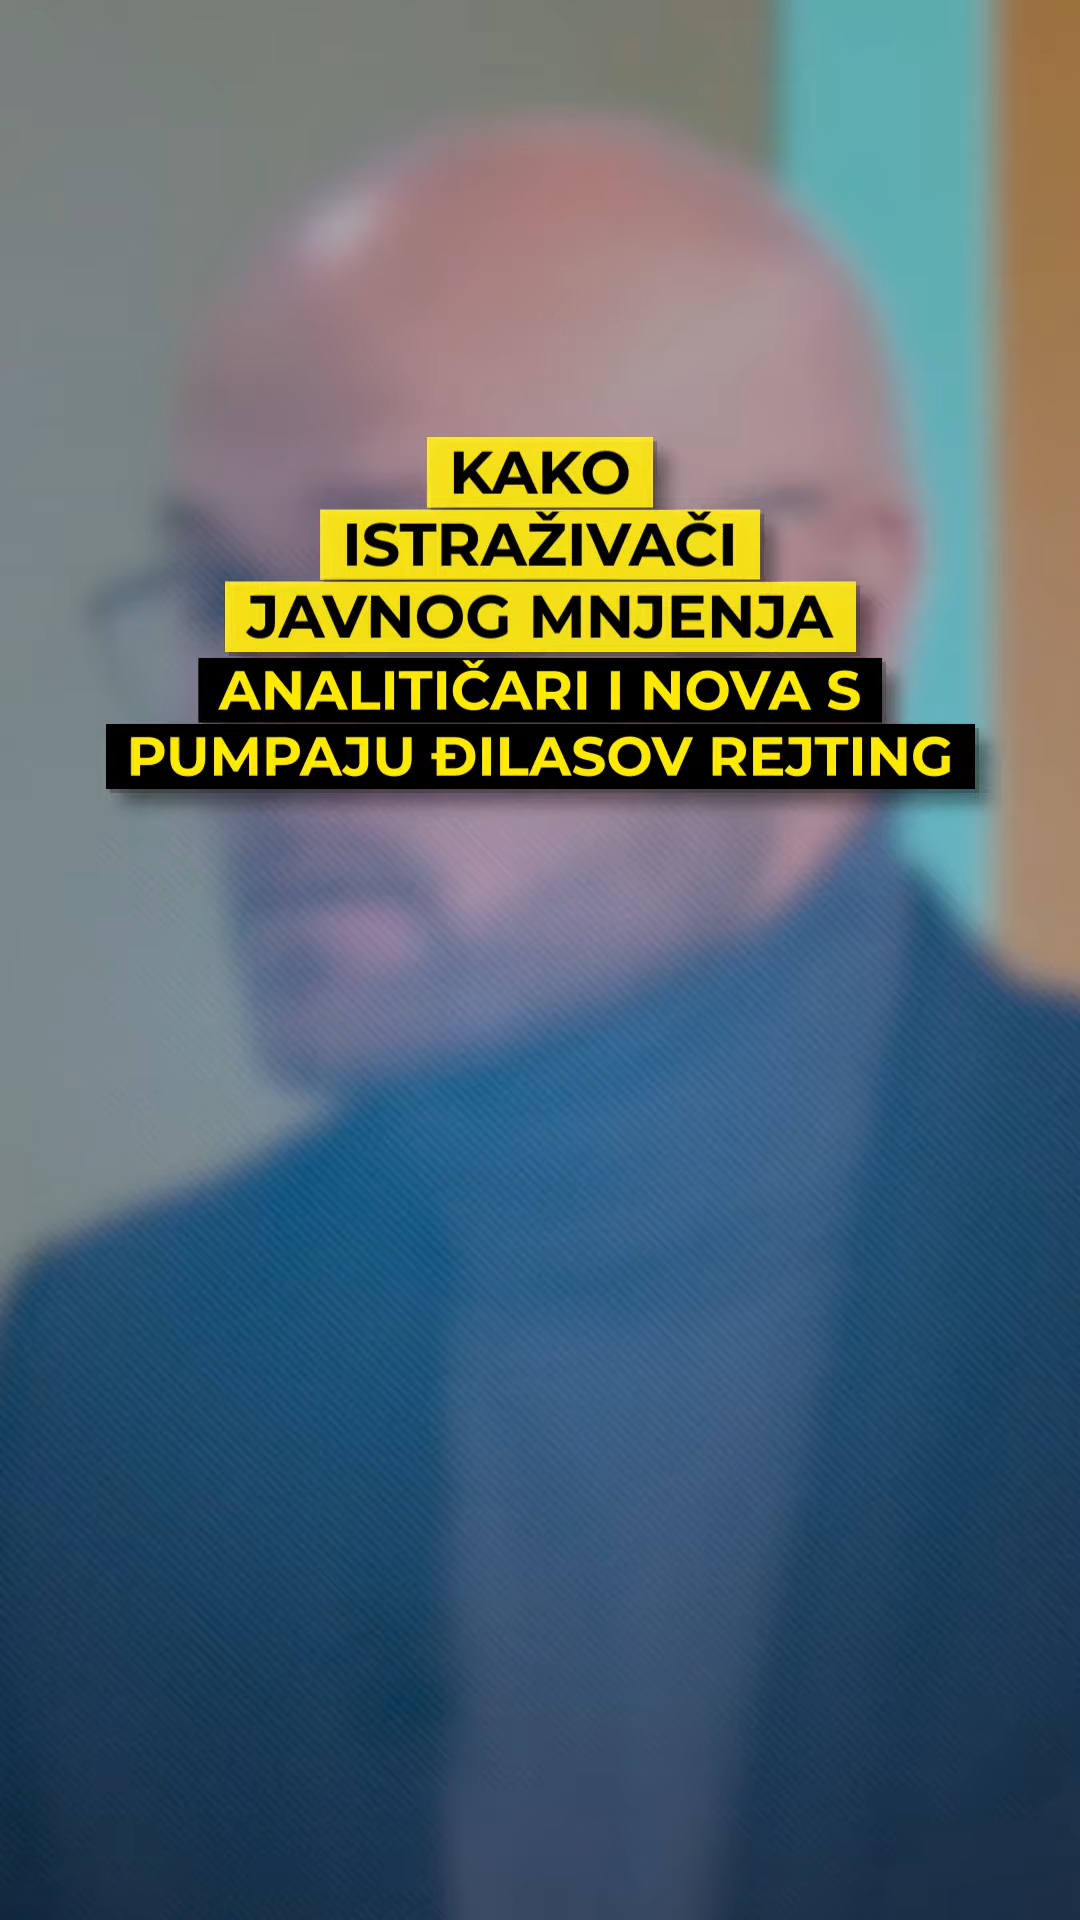 KAKO
ISTRAŽIVAČI
JAVNOG MNJENJA
ANALITIČARI I NOVA S
PUMPAJU ĐILASOV REJTING